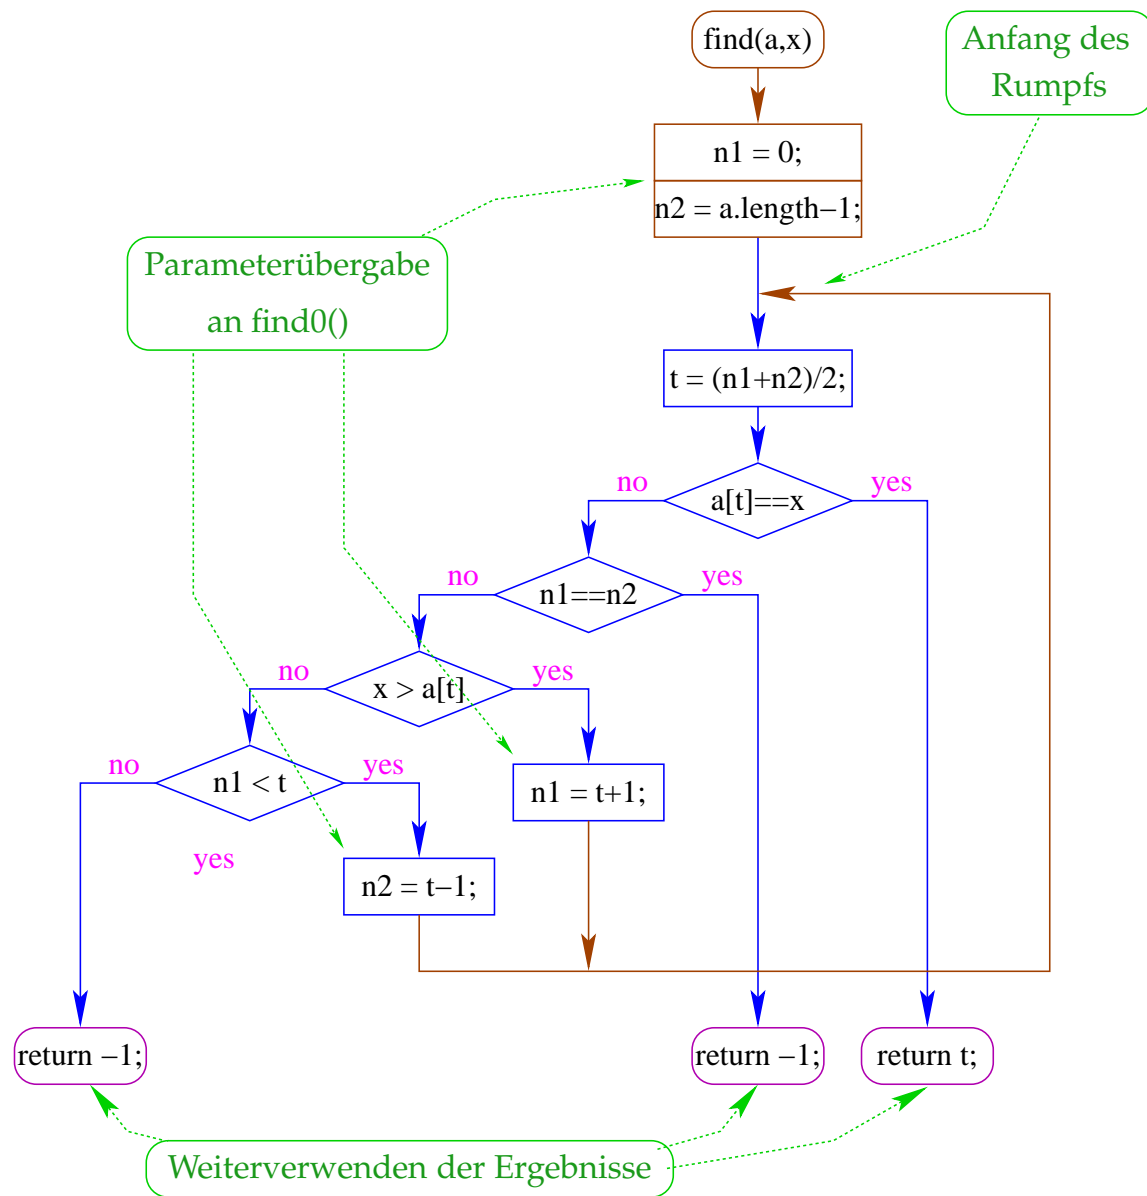 find(a,x)
Anfang des
Rumpfs
n1 = 0;
n2 = a.length−1;
Parameterübergabe
an find0()
t = (n1+n2)/2;
no
a[t]==x
yes
no
n1==n2
yes
no
x > a[t]
yes
no
n1 < t
yes
n1 = t+1;
yes
n2 = t−1;
return −1;
return −1;
return t;
Weiterverwenden der Ergebnisse